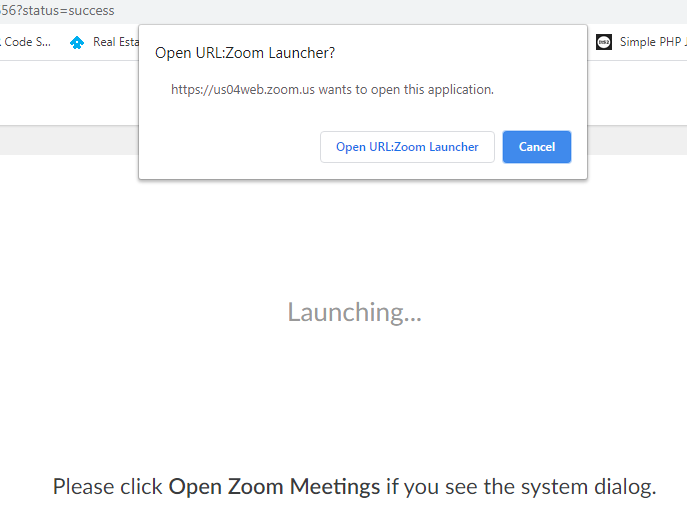 656?status=success
Code S...
Real Esta
Simple PHP J
Open URL:Zoom Launcher?
https://us04web.zoom.us wants to open this application.
Open URL:Zoom Launcher
Cancel
Launching...
Please click Open Zoom Meetings if you see the system dialog.